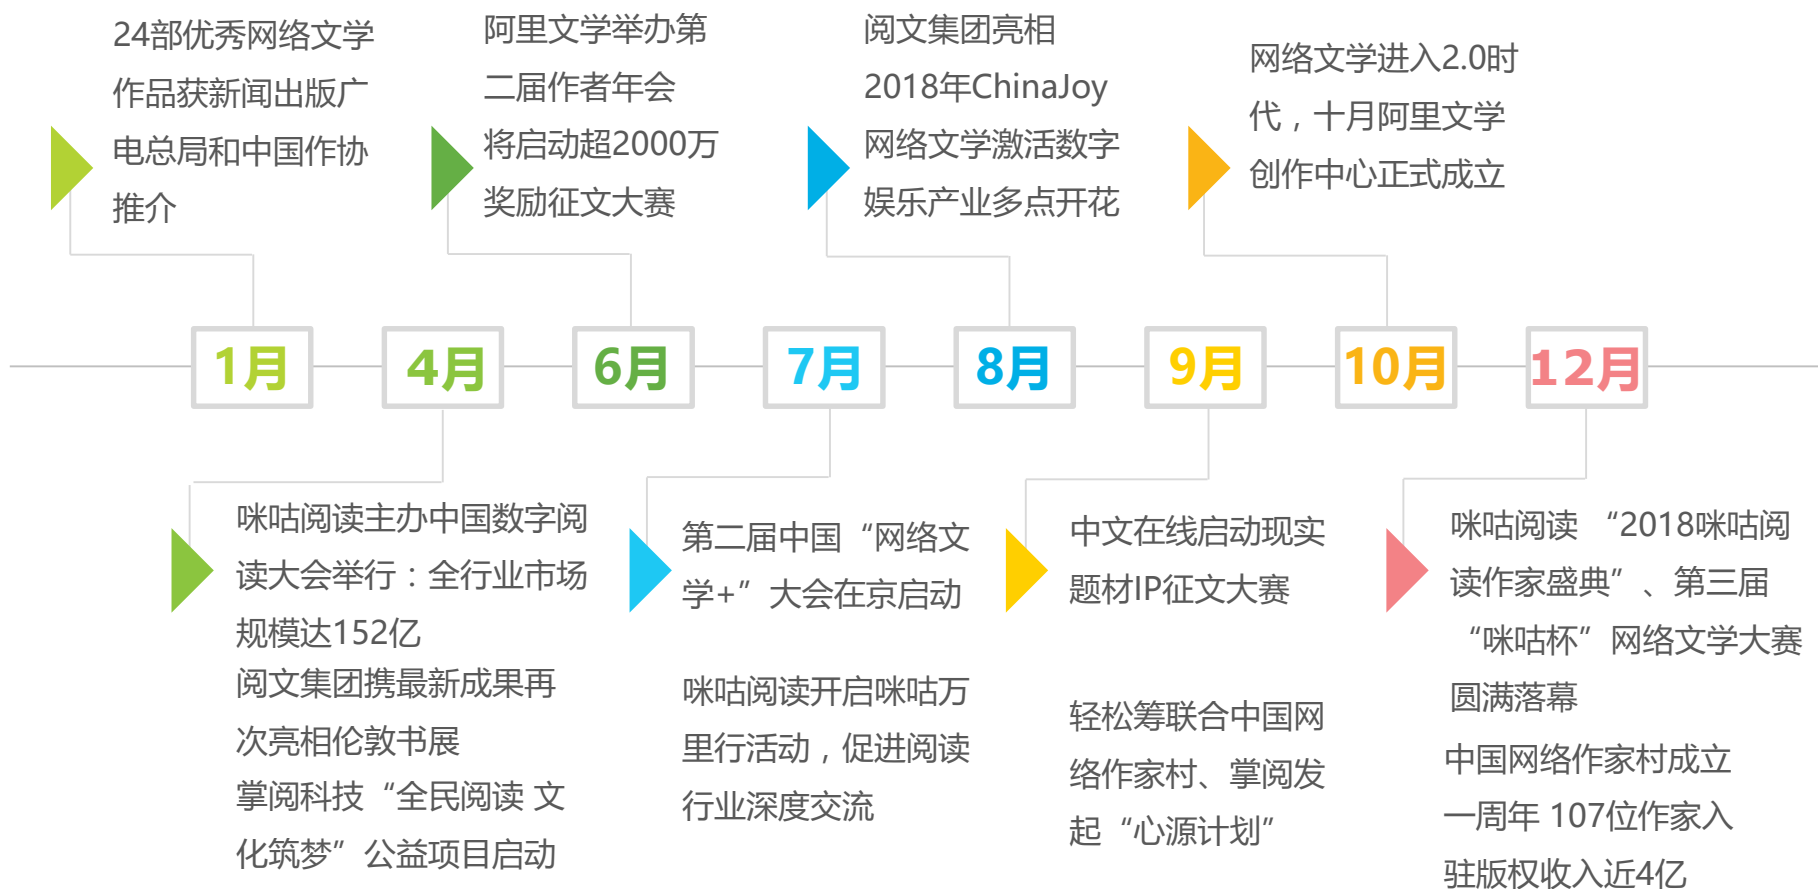 24部优秀网络文学
作品获新闻出版广
电总局和中国作协
推介
阿里文学举办第
二届作者年会
将启动超2000万
奖励征文大赛
阅文集团亮相
2018年ChinaJoy
网络文学激活数字
娱乐产业多点开花
网络文学进入2.0时
代，十月阿里文学
创作中心正式成立
1月
4月
6月
7月
8月
9月
10月
12月
咪咕阅读主办中国数字阅
读大会举行：全行业市场
规模达152亿
阅文集团携最新成果再
次亮相伦敦书展
掌阅科技“全民阅读 文
化筑梦”公益项目启动
第二届中国“网络文
学+”大会在京启动
咪咕阅读开启咪咕万
里行活动，促进阅读
行业深度交流
中文在线启动现实
题材IP征文大赛
轻松筹联合中国网
络作家村、掌阅发
起“心源计划”
咪咕阅读 “2018咪咕阅
读作家盛典”、第三届
“咪咕杯”网络文学大赛
圆满落幕
中国网络作家村成立
一周年 107位作家入
驻版权收入近4亿